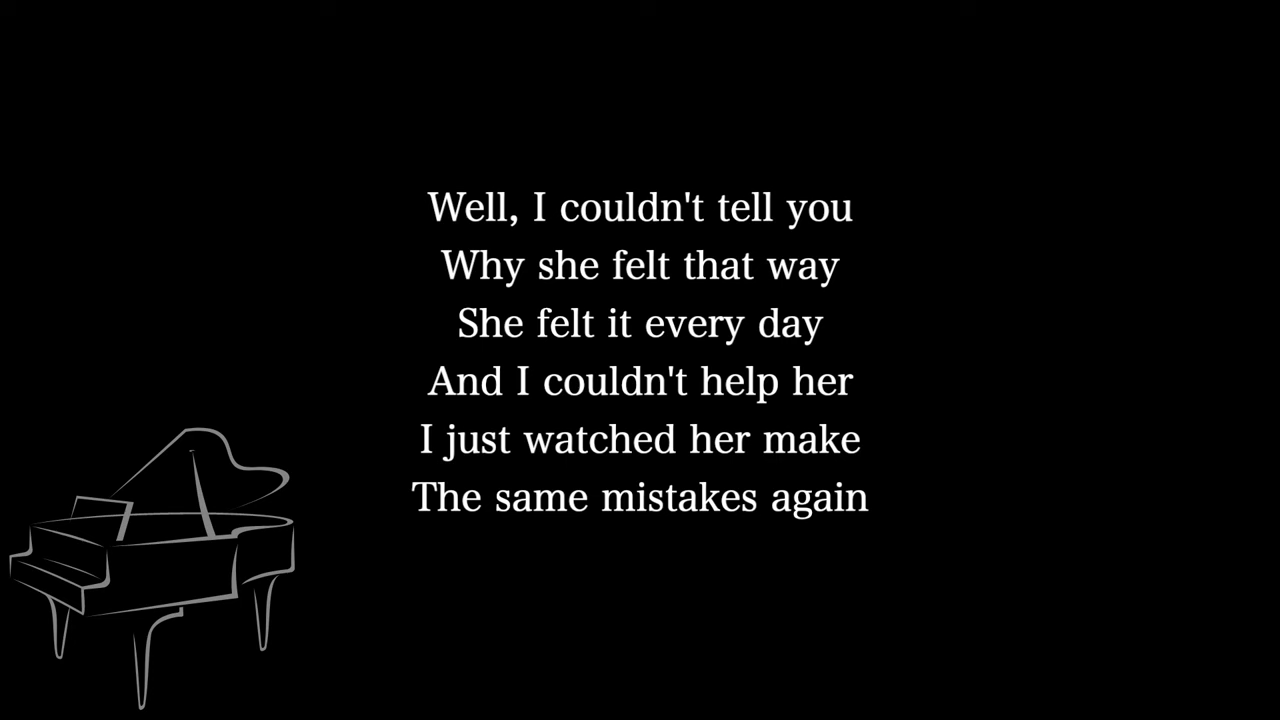 Well, I couldn't tell you
Why she felt that way
She felt it every day
And I couldn't help her
I just watched her make
The same mistakes again